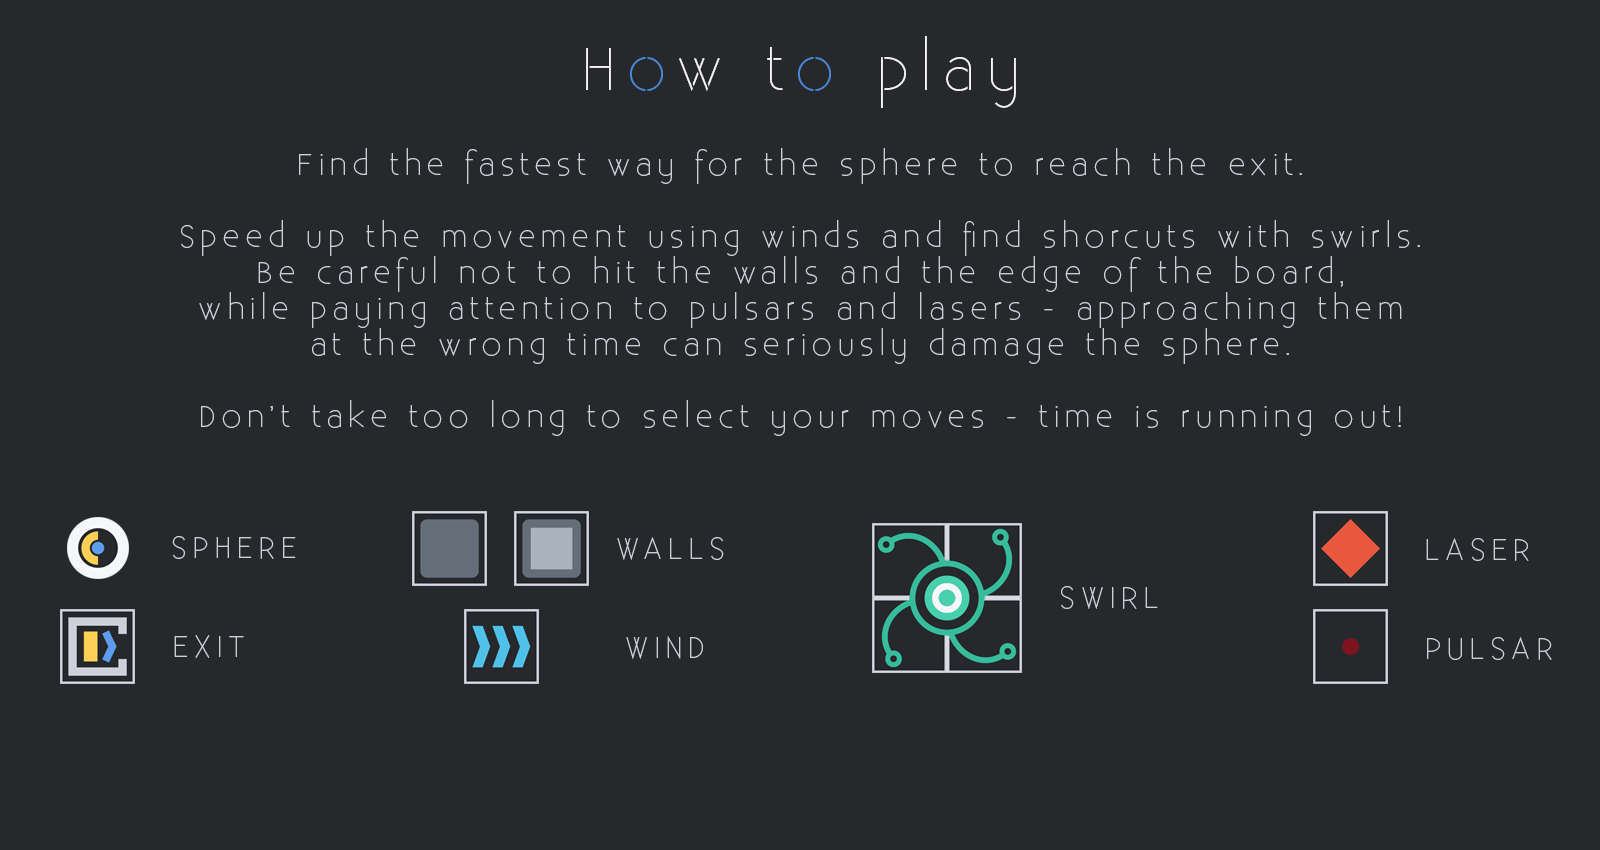 How to play
Find the fastest way for the sphere to reach the exit.
Speed up the movement using winds and find shorcuts with swirls.
Be careful not to hit the walls and the edge of the board,
while paying attention to pulsars and lasers - approaching them
at the wrong time can seriously damage the sphere.
Don't take too long to select your moves - time is running out!
SPHERE
WALLS
LASER
SWIRL
EXIT
WIND
PULSAR